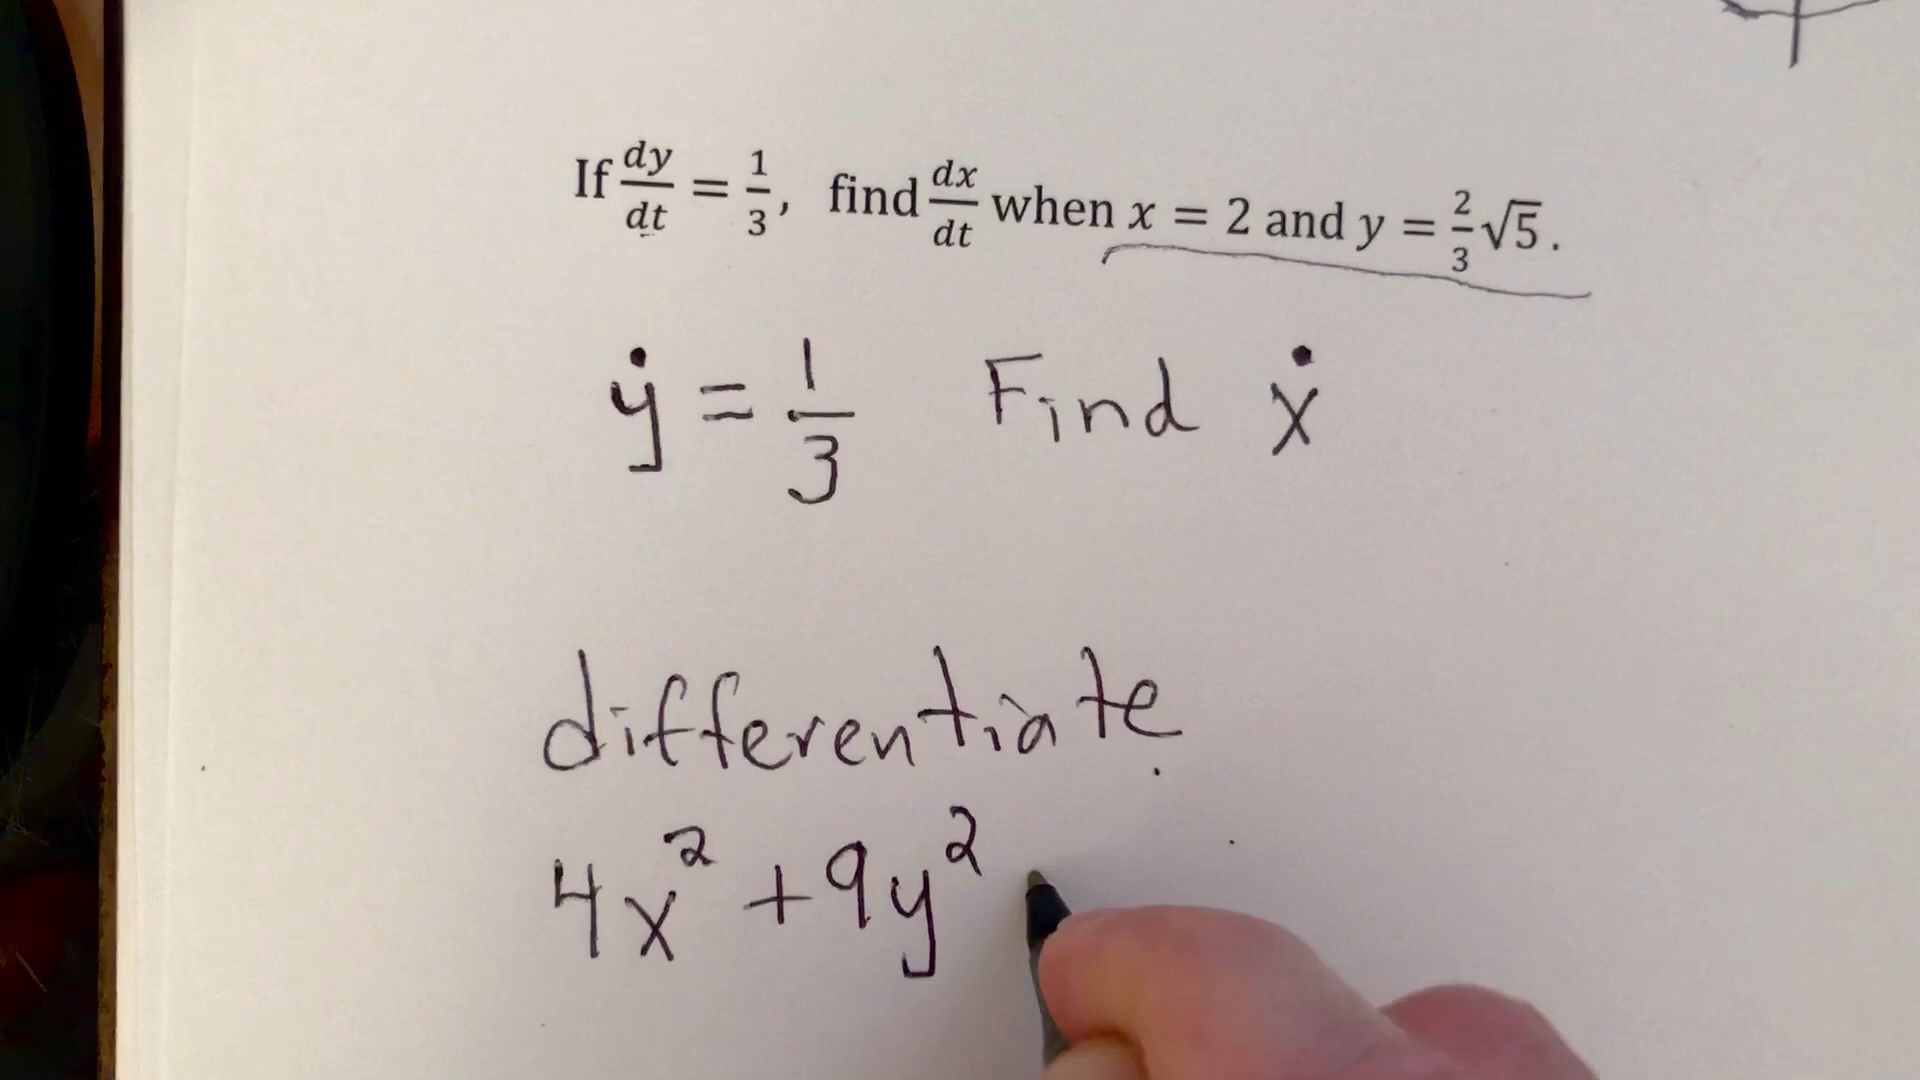 If dy/dt = 1/3, find dx/dt when x = 2 and y = 2/3 √5 .
ẏ = 1/3 Find ẋ
differentiate
4x² + 9y²